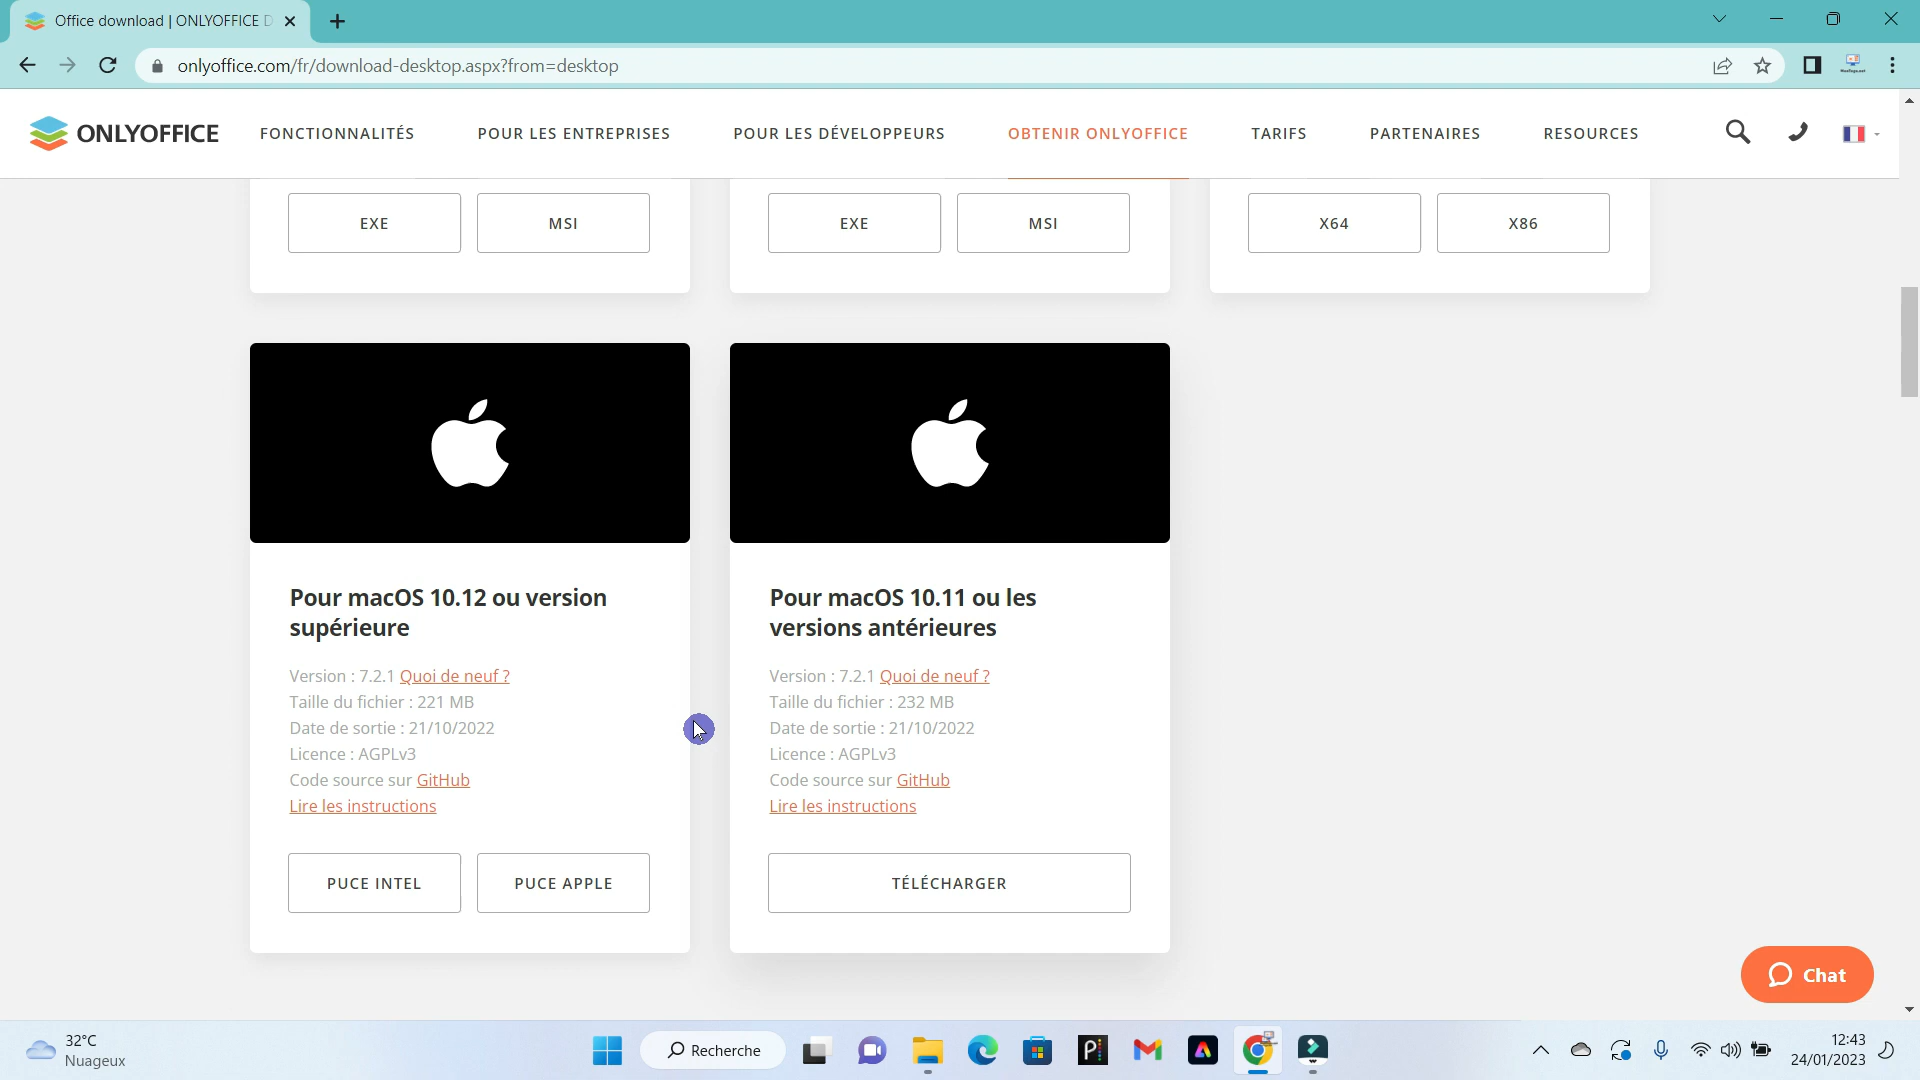 Office download | ONLYOFFICE D
onlyoffice.com/fr/download-desktop.aspx?from=desktop
ONLYOFFICE
FONCTIONNALITÉS
POUR LES ENTREPRISES
POUR LES DÉVELOPPEURS
OBTENIR ONLYOFFICE
TARIFS
PARTENAIRES
RESOURCES
EXE
MSI
EXE
MSI
X64
X86
Pour macOS 10.12 ou version
supérieure
Version : 7.2.1 Quoi de neuf ?
Taille du fichier : 221 MB
Date de sortie : 21/10/2022
Licence : AGPLv3
Code source sur GitHub
Lire les instructions
PUCE INTEL
PUCE APPLE
Pour macOS 10.11 ou les
versions antérieures
Version : 7.2.1 Quoi de neuf ?
Taille du fichier : 232 MB
Date de sortie : 21/10/2022
Licence : AGPLv3
Code source sur GitHub
Lire les instructions
TÉLÉCHARGER
Chat
32°C
Nuageux
Recherche
12:43
24/01/2023